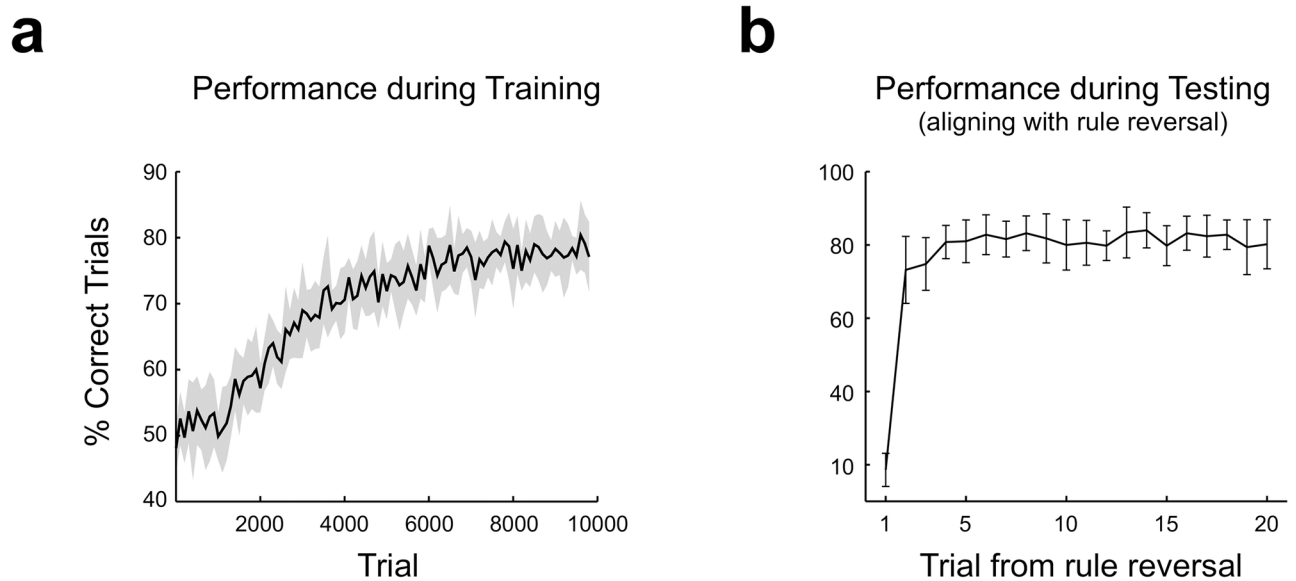 a
Performance during Training
% Correct Trials
90
80
70
60
50
40
2000 4000 6000 8000 10000
Trial
b
Performance during Testing
(aligning with rule reversal)
100
80
60
40
10
1 5 10 15 20
Trial from rule reversal